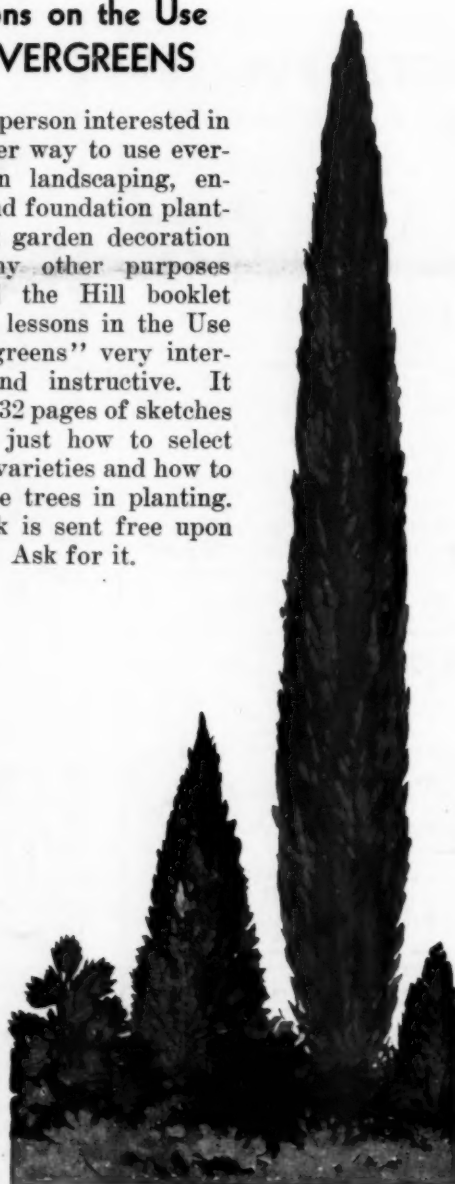 ons on the Use
VERGREENS
person interested in
er way to use ever-
n landscaping, en-
nd foundation plant-
garden decoration
ny other purposes
the Hill booklet
lessons in the Use
greens" very inter-
nd instructive. It
32 pages of sketches
just how to select
varieties and how to
e trees in planting.
k is sent free upon
Ask for it.